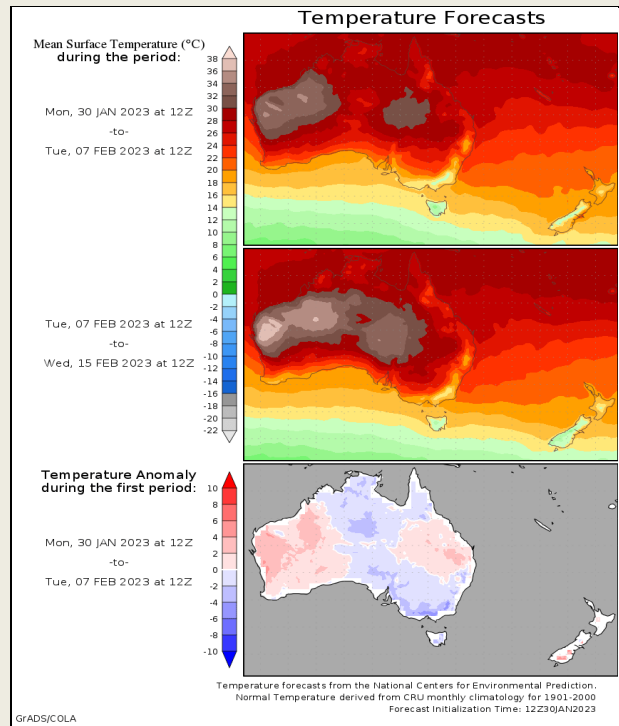 Temperature Forecasts
Mean Surface Temperature (°C)
during the period:
Mon, 30 JAN 2023 at 12Z
-to-
Tue, 07 FEB 2023 at 12Z
38
36
34
32
30
28
26
24
22
20
18
16
14
12
10
8
6
4
2
0
-2
-4
-6
-8
-10
-12
-14
-16
-18
-20
-22
Tue, 07 FEB 2023 at 12Z
-to-
Wed, 15 FEB 2023 at 12Z
Temperature Anomaly
during the first period:
Mon, 30 JAN 2023 at 12Z
-to-
Tue, 07 FEB 2023 at 12Z
10
8
6
4
2
0
-2
-4
-6
-8
-10
Temperature forecasts from the National Centers for Environmental Prediction.
Normal Temperature derived from CRU monthly climatology for 1901-2000
Forecast Initialization Time: 12Z30JAN2023
GrADS/COLA